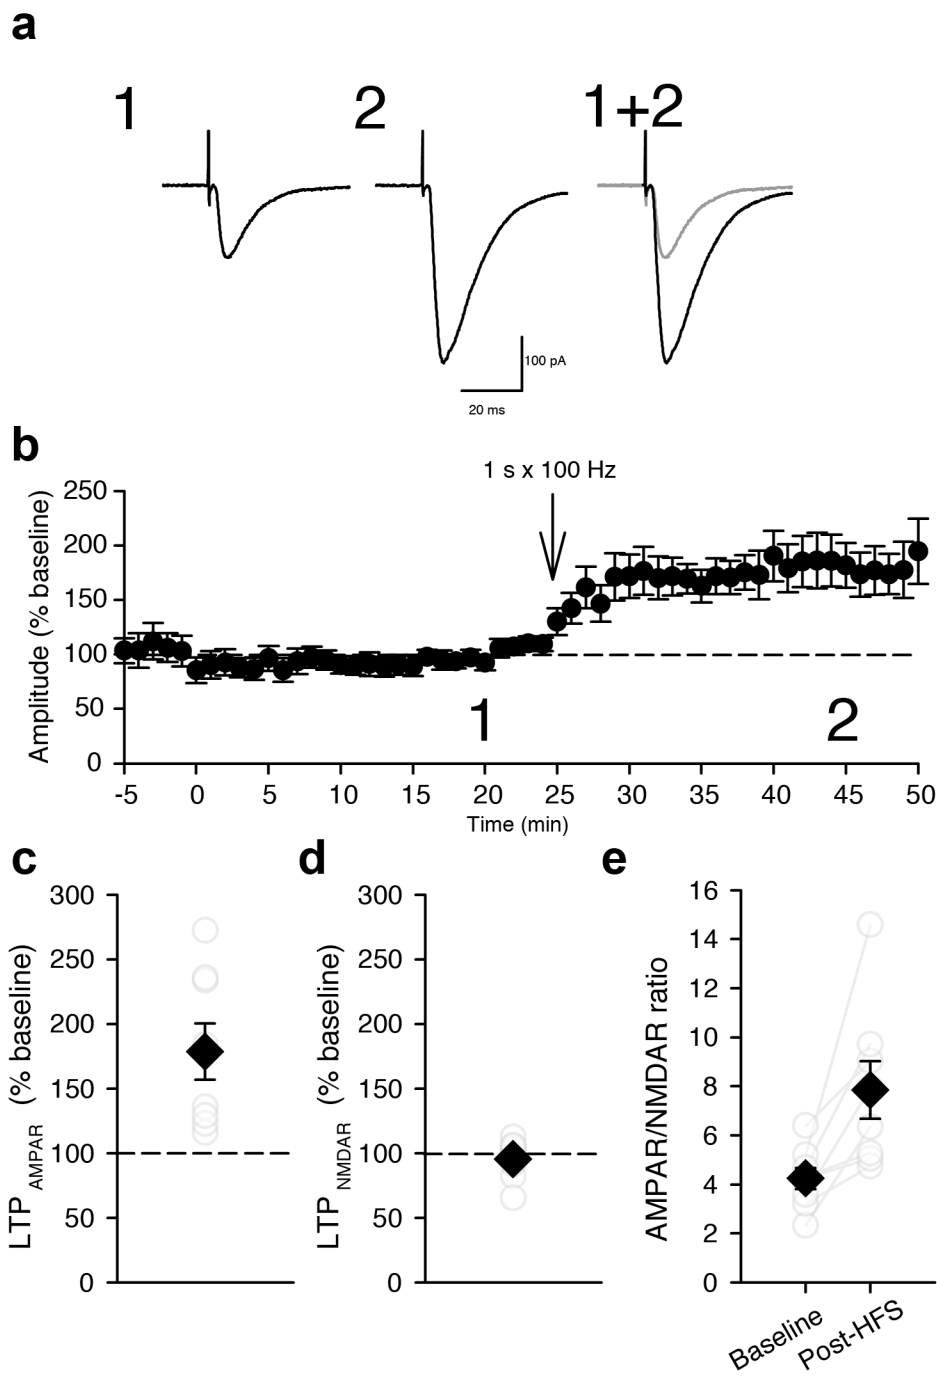 a
1
2
1+2
100 pA
20 ms
b
1 s x 100 Hz
Amplitude (% baseline)
250
200
150
100
50
0
1
2
-5 0 5 10 15 20 25 30 35 40 45 50
Time (min)
c
LTP AMPAR (% baseline)
300
250
200
150
100
50
0
d
LTP NMDAR (% baseline)
300
250
200
150
100
50
0
e
AMPAR/NMDAR ratio
16
14
12
10
8
6
4
2
0
Baseline
Post-HFS